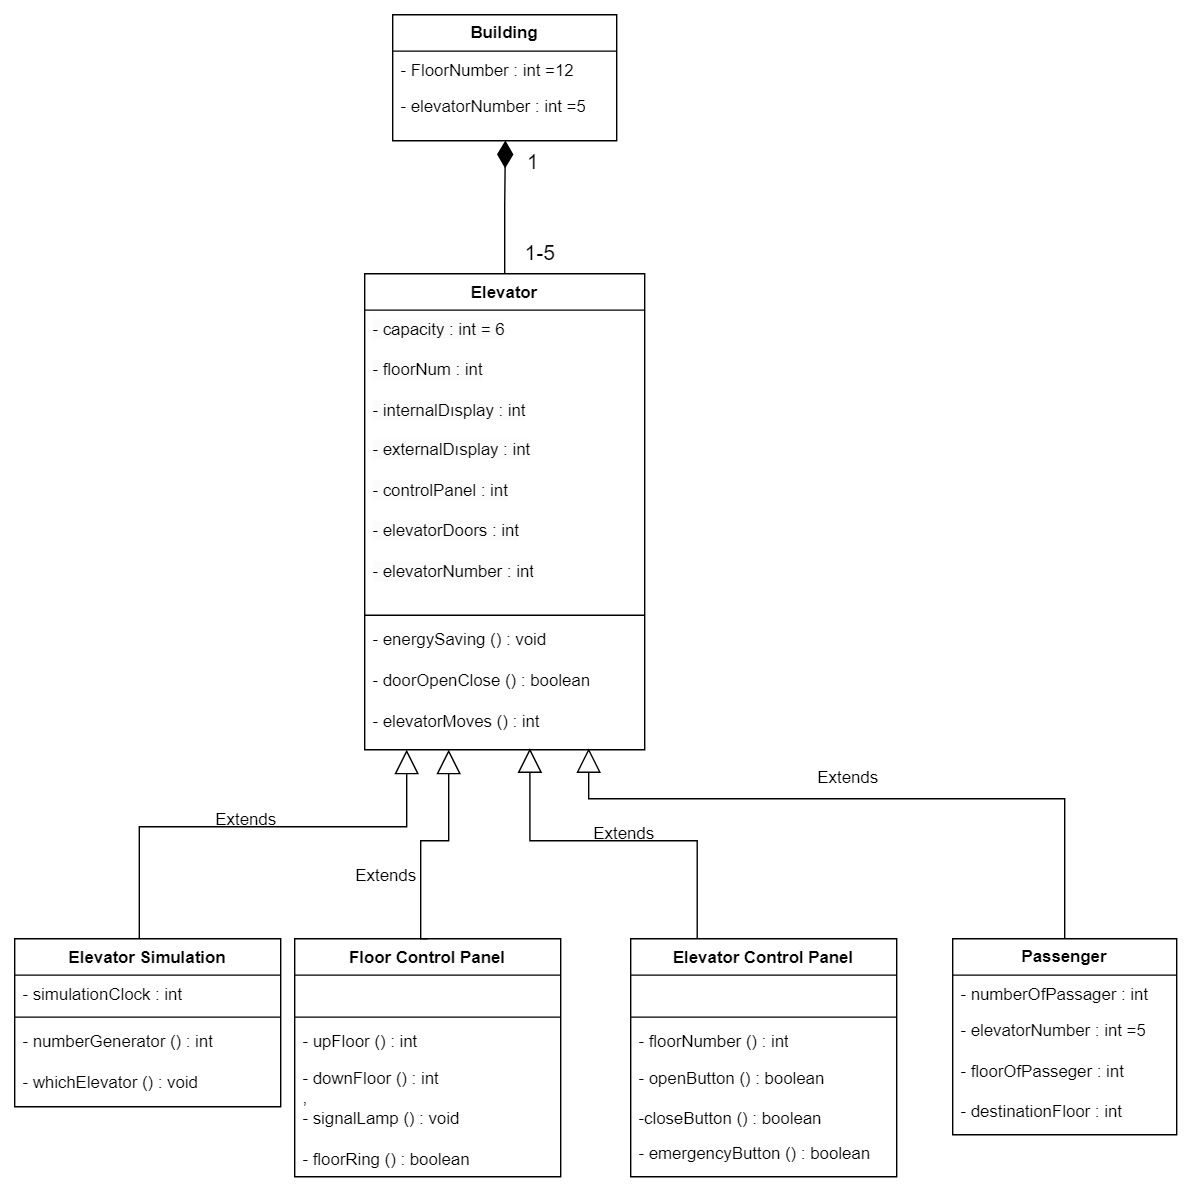 Building
- FloorNumber : int =12
- elevatorNumber : int =5
1
1-5
Elevator
- capacity : int = 6
- floorNum : int
- internalDısplay : int
- externalDısplay : int
- controlPanel : int
- elevatorDoors : int
- elevatorNumber : int
- energySaving () : void
- doorOpenClose () : boolean
- elevatorMoves () : int
Extends
Extends
Extends
Extends
Elevator Simulation
- simulationClock : int
- numberGenerator () : int
- whichElevator () : void
Floor Control Panel
- upFloor () : int
- downFloor () : int
,
- signalLamp () : void
- floorRing () : boolean
Elevator Control Panel
- floorNumber () : int
- openButton () : boolean
-closeButton () : boolean
- emergencyButton () : boolean
Passenger
- numberOfPassager : int
- elevatorNumber : int =5
- floorOfPasseger : int
- destinationFloor : int